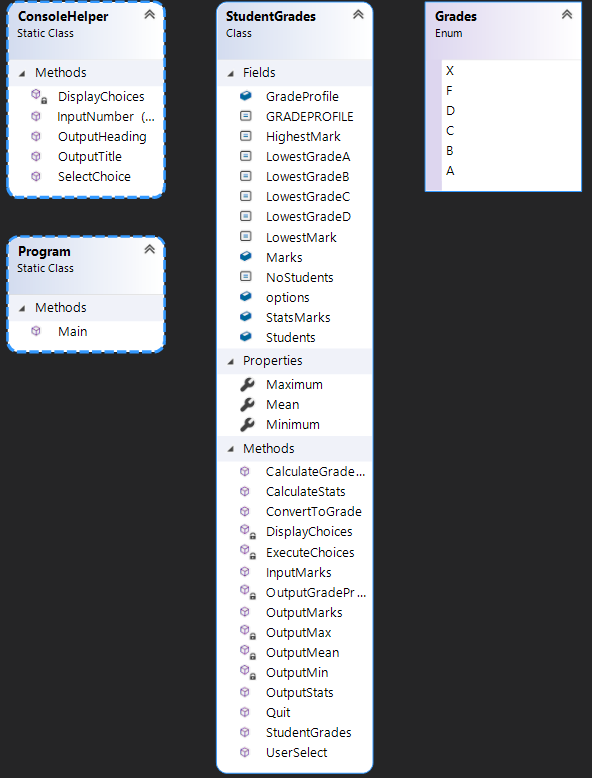 ConsoleHelper
Static Class
Methods
DisplayChoices
InputNumber (...
OutputHeading
OutputTitle
SelectChoice
Program
Static Class
Methods
Main
StudentGrades
Class
Fields
GradeProfile
GRADEPROFILE
HighestMark
LowestGradeA
LowestGradeB
LowestGradeC
LowestGradeD
LowestMark
Marks
NoStudents
options
StatsMarks
Students
Properties
Maximum
Mean
Minimum
Methods
CalculateGrade...
CalculateStats
ConvertToGrade
DisplayChoices
ExecuteChoices
InputMarks
OutputGradePr...
OutputMarks
OutputMax
OutputMean
OutputMin
OutputStats
Quit
StudentGrades
UserSelect
Grades
Enum
X
F
D
C
B
A